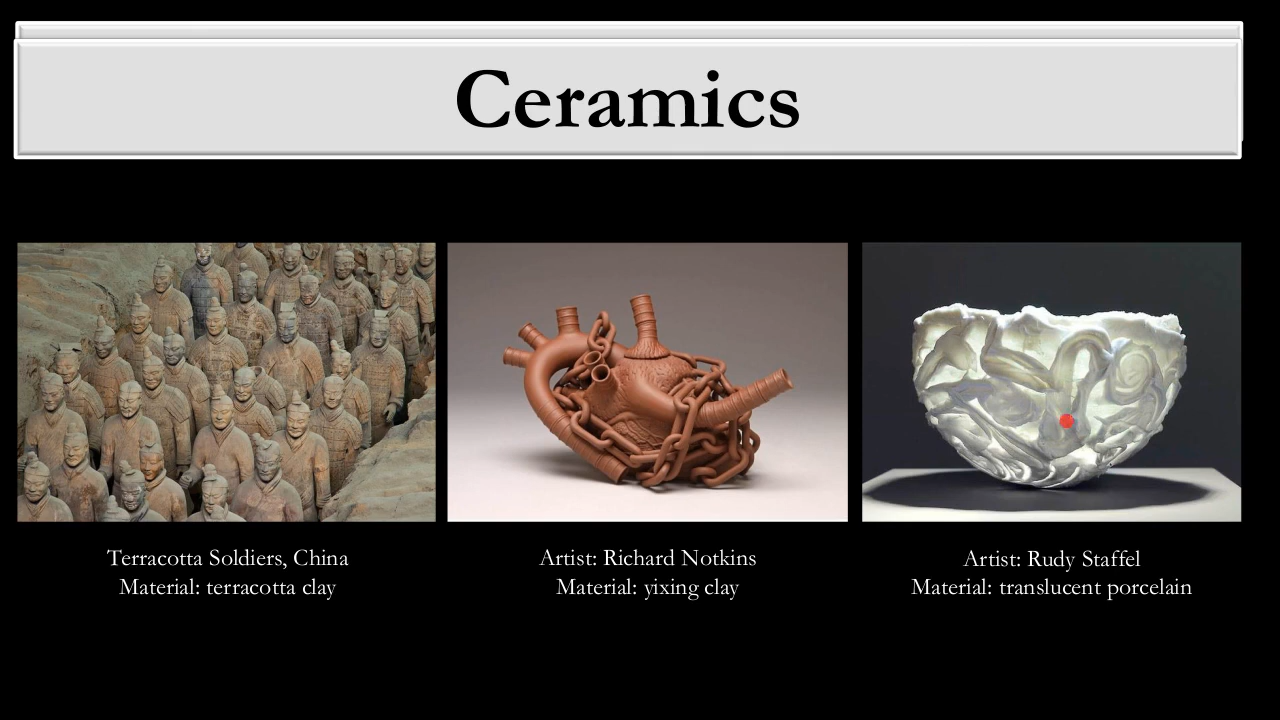 Ceramics
Terracotta Soldiers, China
Material: terracotta clay
Artist: Richard Notkins
Material: yixing clay
Artist: Rudy Staffel
Material: translucent porcelain